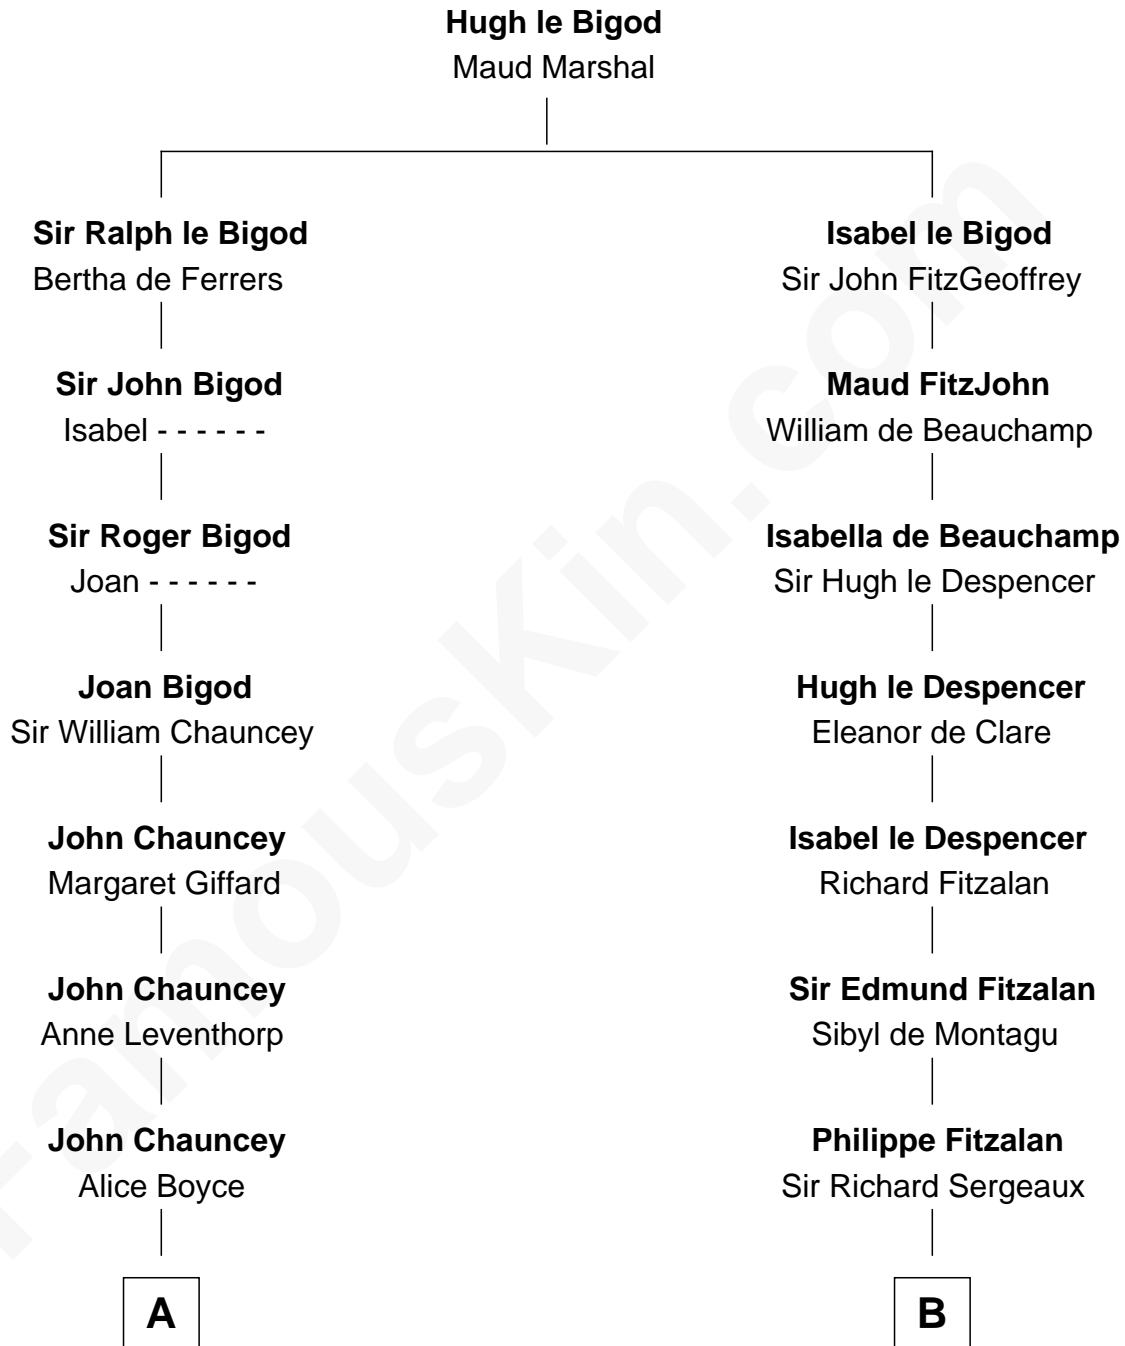 Hugh le Bigod
Maud Marshal
Sir Ralph le Bigod
Bertha de Ferrers
Isabel le Bigod
Sir John FitzGeoffrey
Sir John Bigod
Isabel - - - - - -
Maud FitzJohn
William de Beauchamp
Sir Roger Bigod
Joan - - - - - -
Isabella de Beauchamp
Sir Hugh le Despencer
Joan Bigod
Sir William Chauncey
Hugh le Despencer
Eleanor de Clare
John Chauncey
Margaret Giffard
Isabel le Despencer
Richard Fitzalan
John Chauncey
Anne Leventhorp
Sir Edmund Fitzalan
Sibyl de Montagu
John Chauncey
Alice Boyce
Philippe Fitzalan
Sir Richard Sergeaux
A
B
FamousKin.com